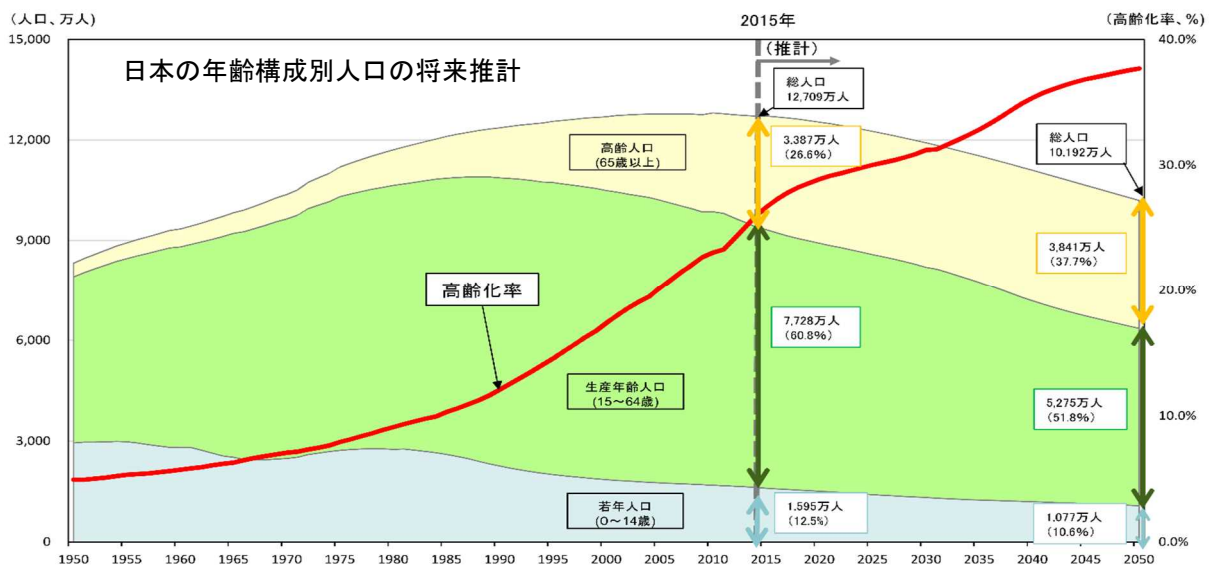 （人口、万人）
2015年
（高齢化率、%）
15,000
40.0%
日本の年齢構成別人口の将来推計
（推計）
総人口
12,709万人
12,000
高齢人口
(65歳以上)
3,387万人
(26.6%)
総人口
10,192万人
30.0%
9,000
3,841万人
(37.7%)
高齢化率
20.0%
7,728万人
(60.8%)
6,000
生産年齢人口
(15～64歳)
5,275万人
(51.8%)
10.0%
3,000
若年人口
(0～14歳)
1,595万人
(12.5%)
1,077万人
(10.6%)
0
0.0%
1950 1955 1960 1965 1970 1975 1980 1985 1990 1995 2000 2005 2010 2015 2020 2025 2030 2035 2040 2045 2050